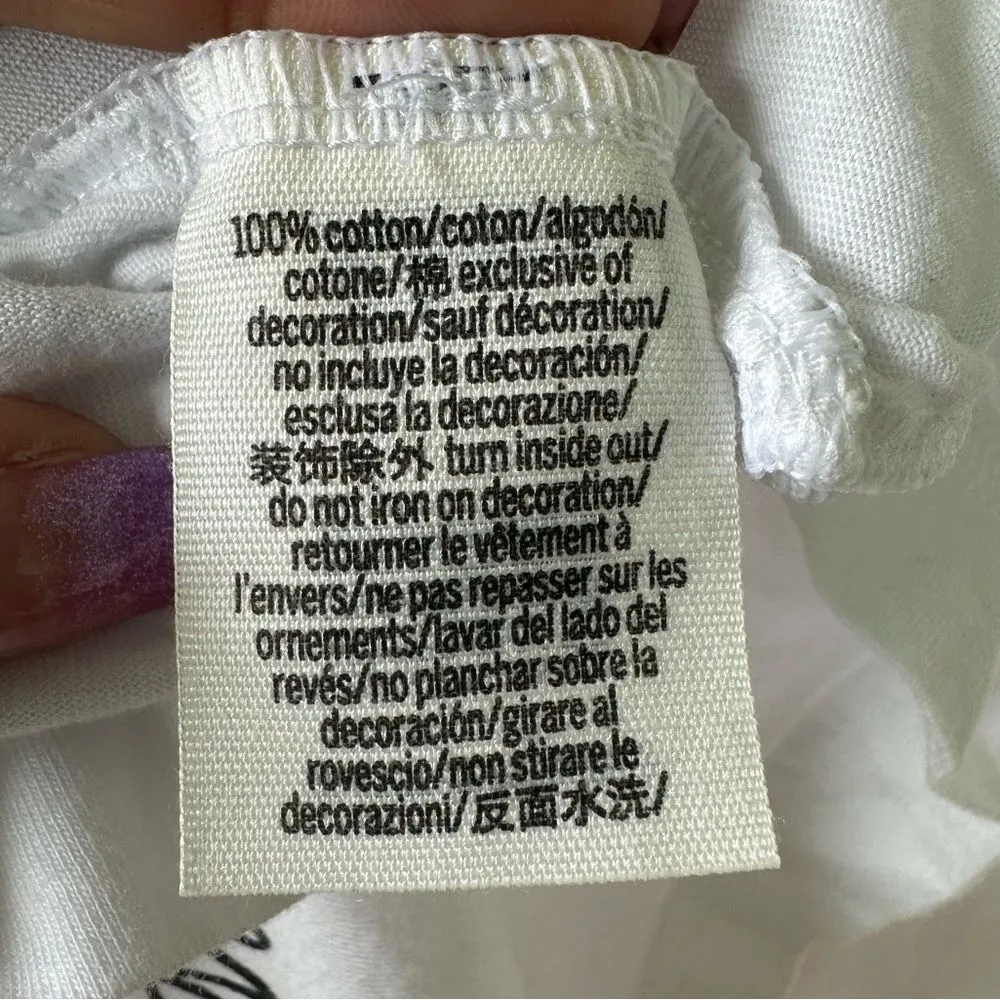 100% cotton/coton/algodón/
cotone/棉 exclusive of
decoration/sauf décoration/
no incluye la decoración/
esclusa la decorazione/
装饰除外 turn inside out/
do not iron on decoration/
retourner le vêtement à
l'envers/ne pas repasser sur les
ornements/lavar del lado del
revés/no planchar sobre la
decoración/girare al
rovescio/non stirare le
decorazioni/反面水洗/